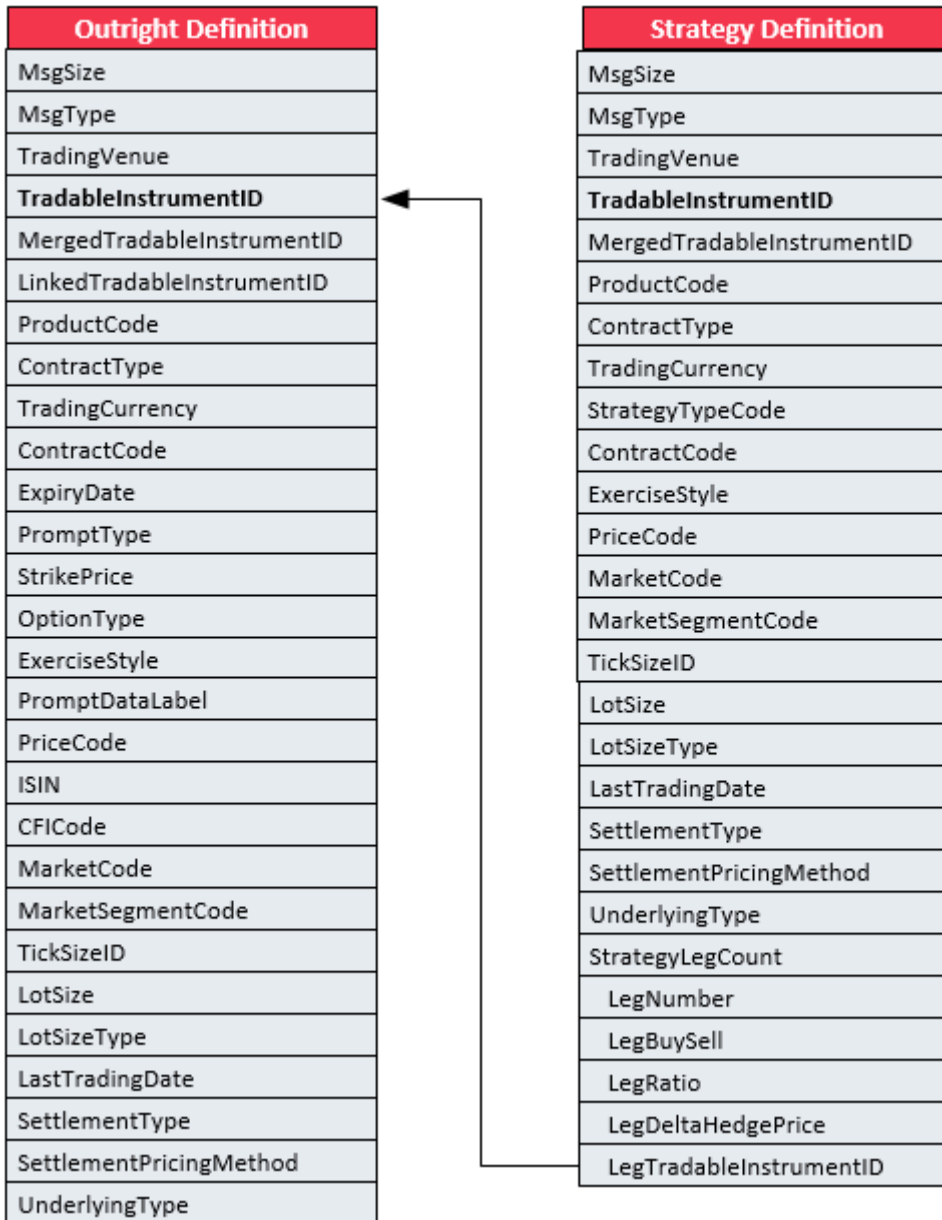 Outright Definition
MsgSize
MsgType
TradingVenue
TradableInstrumentID
MergedTradableInstrumentID
LinkedTradableInstrumentID
ProductCode
ContractType
TradingCurrency
ContractCode
ExpiryDate
PromptType
StrikePrice
OptionType
ExerciseStyle
PromptDataLabel
PriceCode
ISIN
CFICode
MarketCode
MarketSegmentCode
TickSizeID
LotSize
LotSizeType
LastTradingDate
SettlementType
SettlementPricingMethod
UnderlyingType
Strategy Definition
MsgSize
MsgType
TradingVenue
TradableInstrumentID
MergedTradableInstrumentID
ProductCode
ContractType
TradingCurrency
StrategyTypeCode
ContractCode
ExerciseStyle
PriceCode
MarketCode
MarketSegmentCode
TickSizeID
LotSize
LotSizeType
LastTradingDate
SettlementType
SettlementPricingMethod
UnderlyingType
StrategyLegCount
LegNumber
LegBuySell
LegRatio
LegDeltaHedgePrice
LegTradableInstrumentID